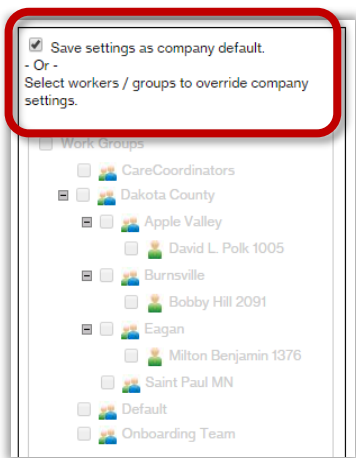 Save settings as company default.
- Or -
Select workers / groups to override company
settings.
Work Groups
CareCoordinators
Dakota County
Apple Valley
David L. Polk 1005
Burnsville
Bobby Hill 2091
Eagan
Milton Benjamin 1376
Saint Paul MN
Default
Onboarding Team